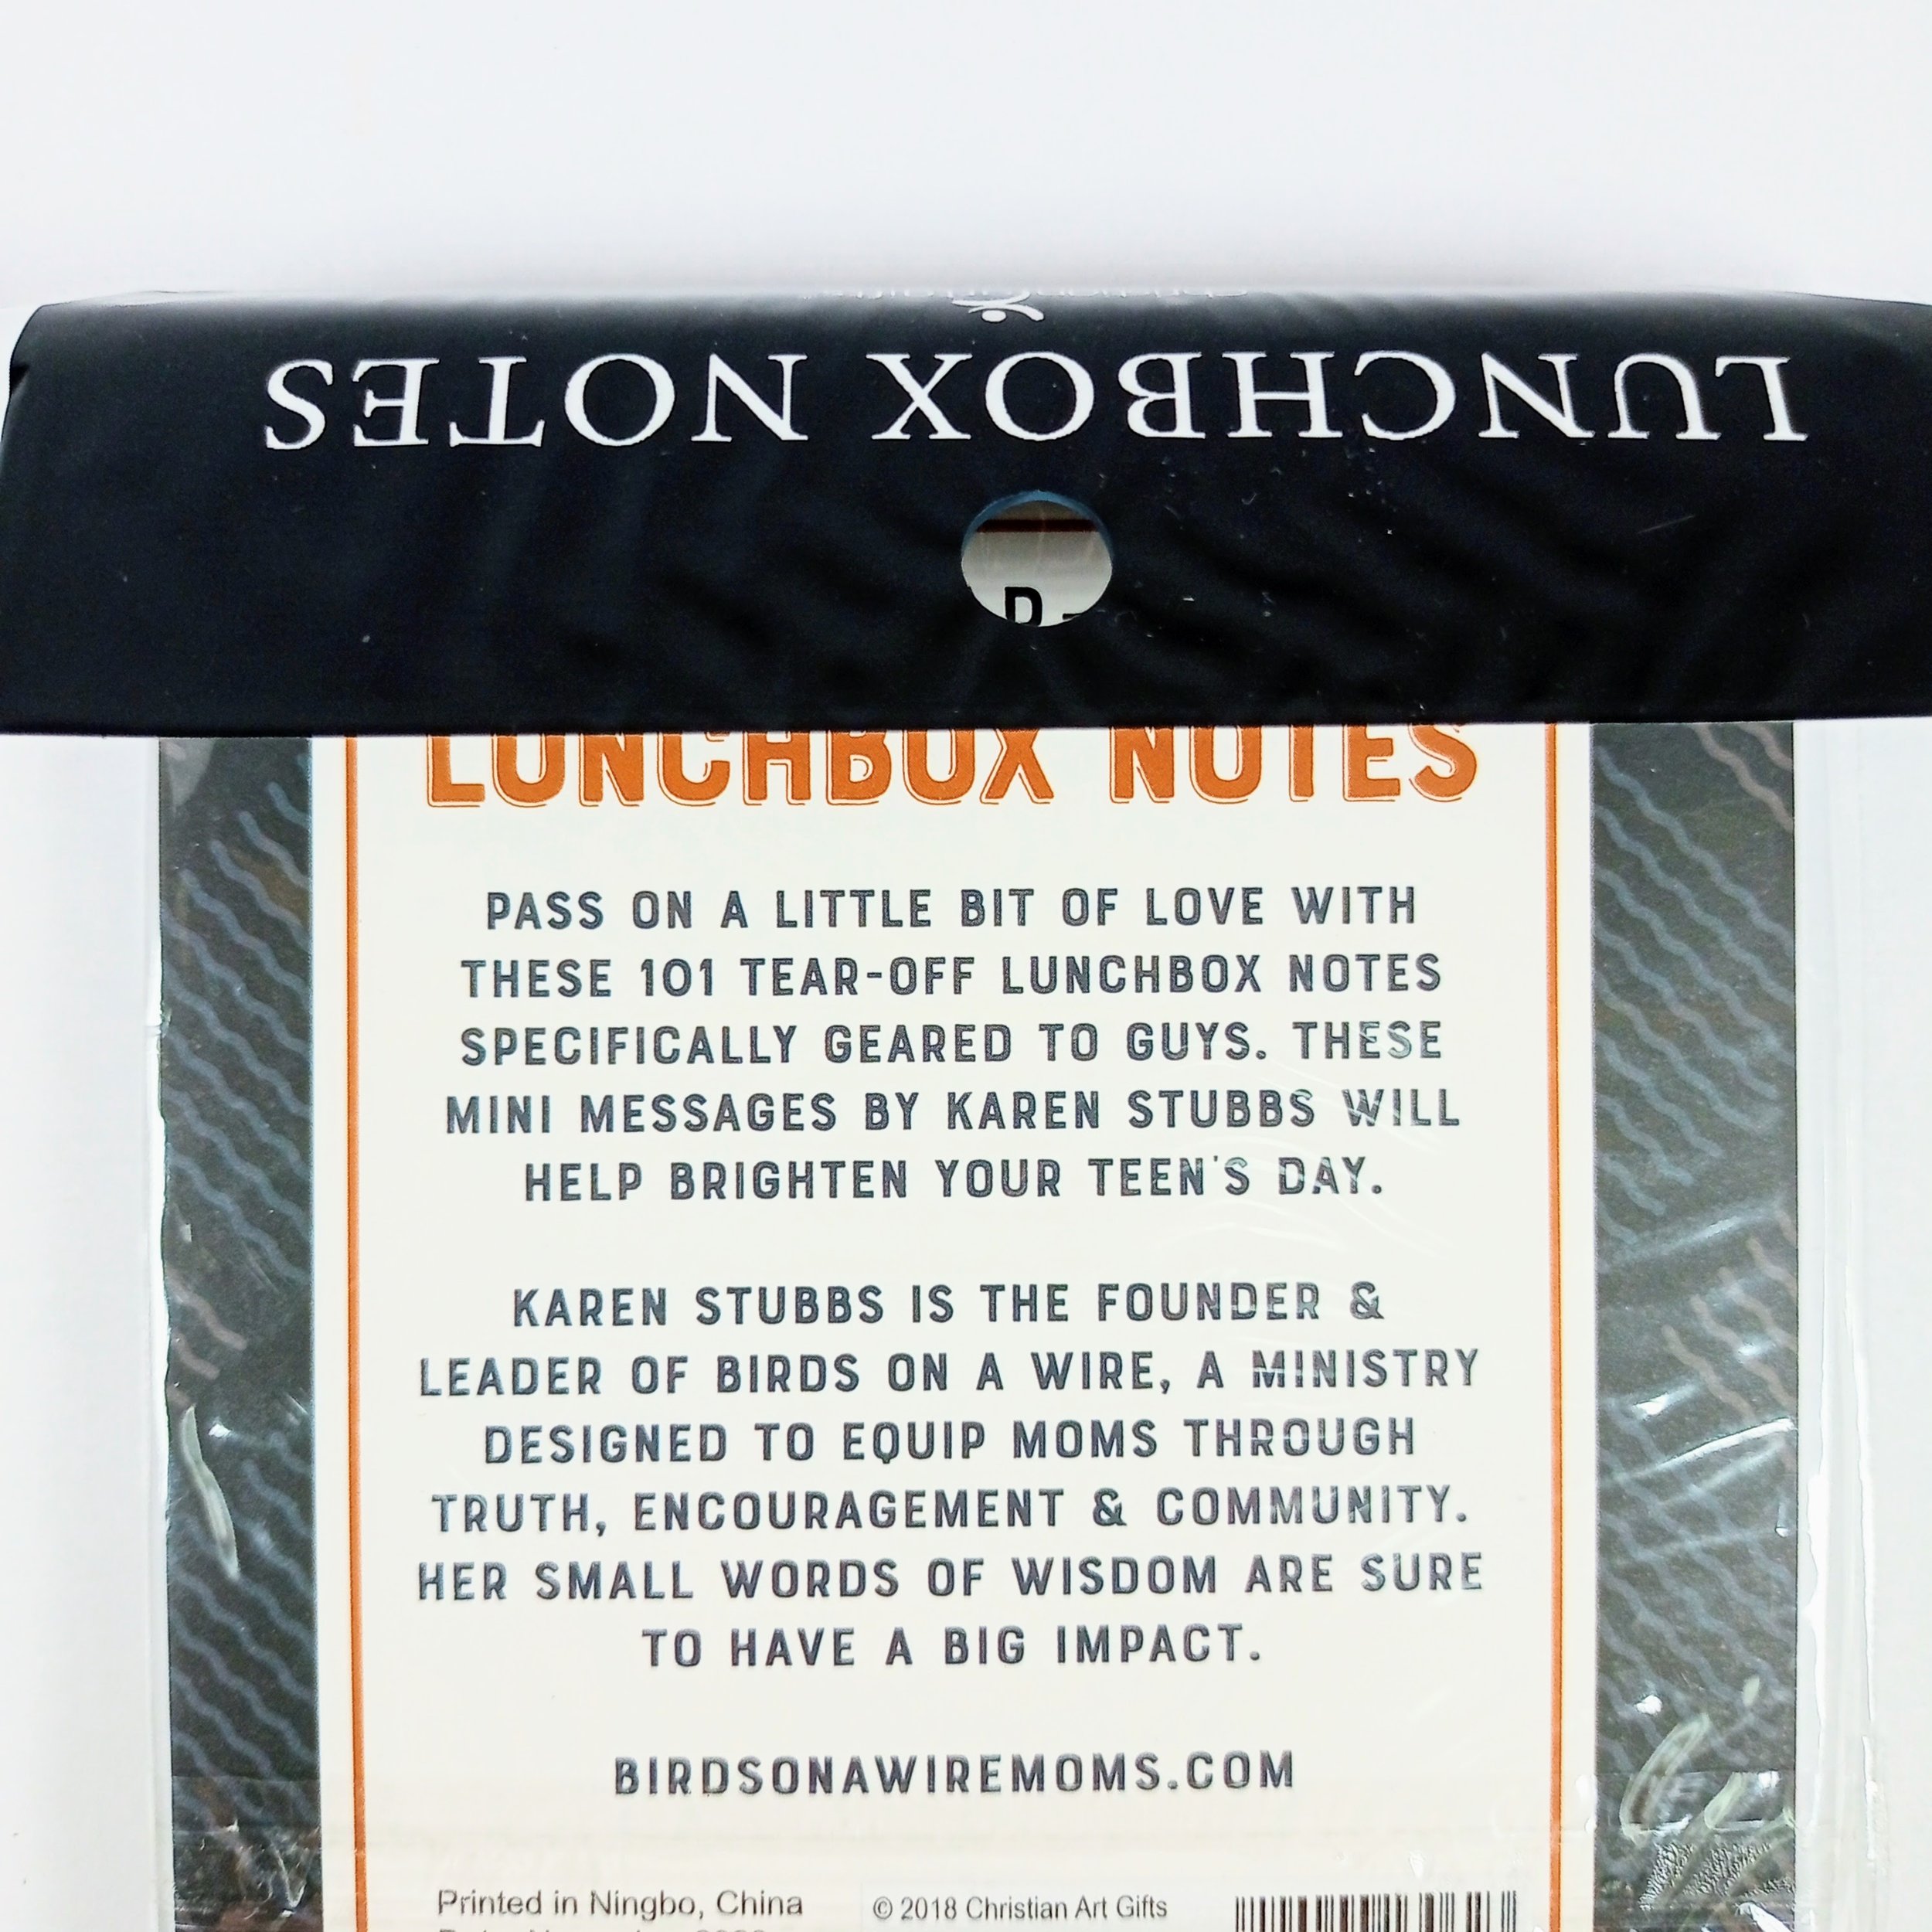 LUNCHBOX NOTES
LUNCHBOX NOTES
PASS ON A LITTLE BIT OF LOVE WITH
THESE 101 TEAR-OFF LUNCHBOX NOTES
SPECIFICALLY GEARED TO GUYS. THESE
MINI MESSAGES BY KAREN STUBBS WILL
HELP BRIGHTEN YOUR TEEN'S DAY.
KAREN STUBBS IS THE FOUNDER &
LEADER OF BIRDS ON A WIRE, A MINISTRY
DESIGNED TO EQUIP MOMS THROUGH
TRUTH, ENCOURAGEMENT & COMMUNITY.
HER SMALL WORDS OF WISDOM ARE SURE
TO HAVE A BIG IMPACT.
BIRDSONAWIREMOMS.COM
Printed in Ningbo, China
© 2018 Christian Art Gifts